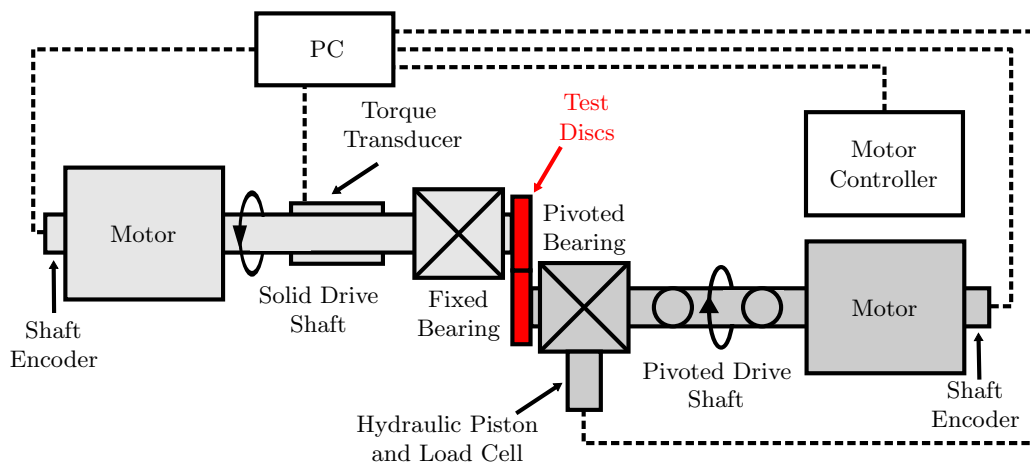 PC
Torque
Transducer
Test
Discs
Motor
Controller
Motor
Pivoted
Bearing
Solid Drive
Shaft
Fixed
Bearing
Motor
Shaft
Encoder
Pivoted Drive
Shaft
Shaft
Encoder
Hydraulic Piston
and Load Cell